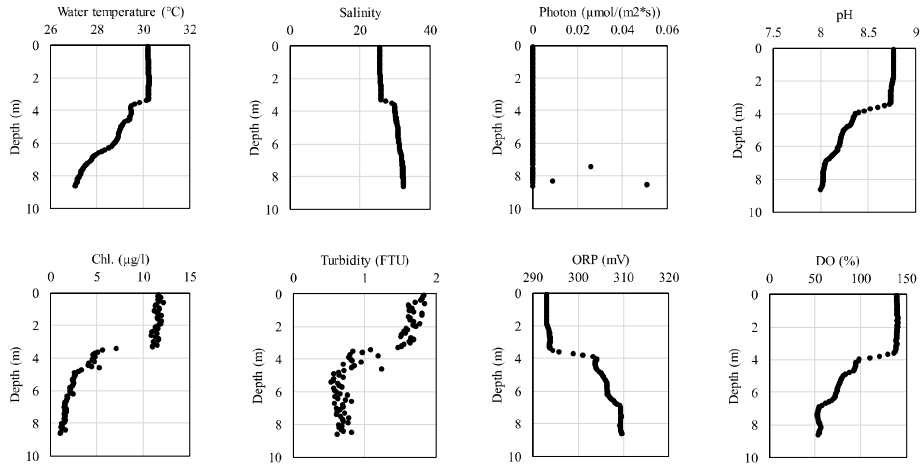 Water temperature (°C)
26 28 30 32
0
2
4
6
8
10
Depth (m)
Salinity
0 20 40
0
2
4
6
8
10
Depth (m)
Photon (μmol/(m2*s))
0 0.02 0.04 0.06
0
2
4
6
8
10
Depth (m)
pH
7.5 8 8.5 9
0
2
4
6
8
10
Depth (m)
Chl. (μg/l)
0 5 10 15
0
2
4
6
8
10
Depth (m)
Turbidity (FTU)
0 1 2
0
2
4
6
8
10
Depth (m)
ORP (mV)
290 300 310 320
0
2
4
6
8
10
Depth (m)
DO (%)
0 50 100 150
0
2
4
6
8
10
Depth (m)